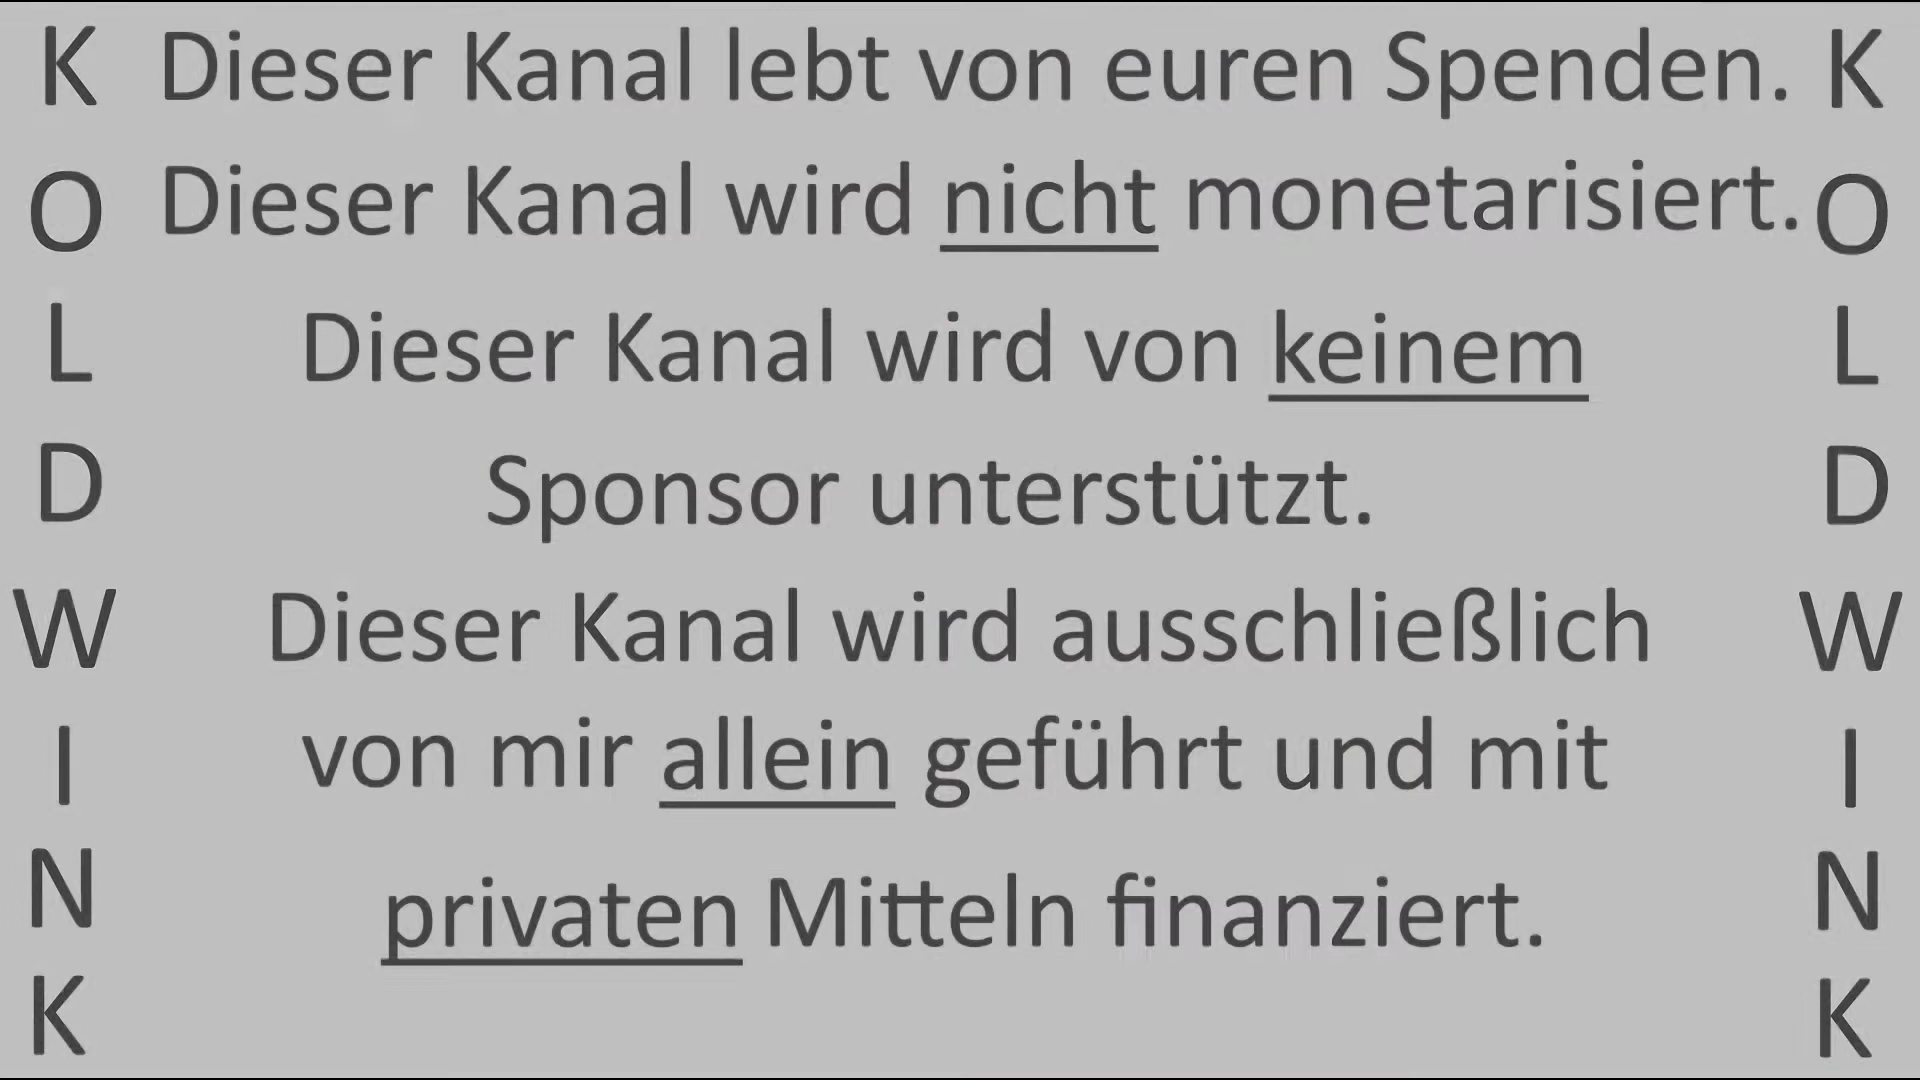 K Dieser Kanal lebt von euren Spenden. K
O Dieser Kanal wird nicht monetarisiert. O
L Dieser Kanal wird von keinem L
D Sponsor unterstützt. D
W Dieser Kanal wird ausschließlich W
I von mir allein geführt und mit I
N privaten Mitteln finanziert. N
K K